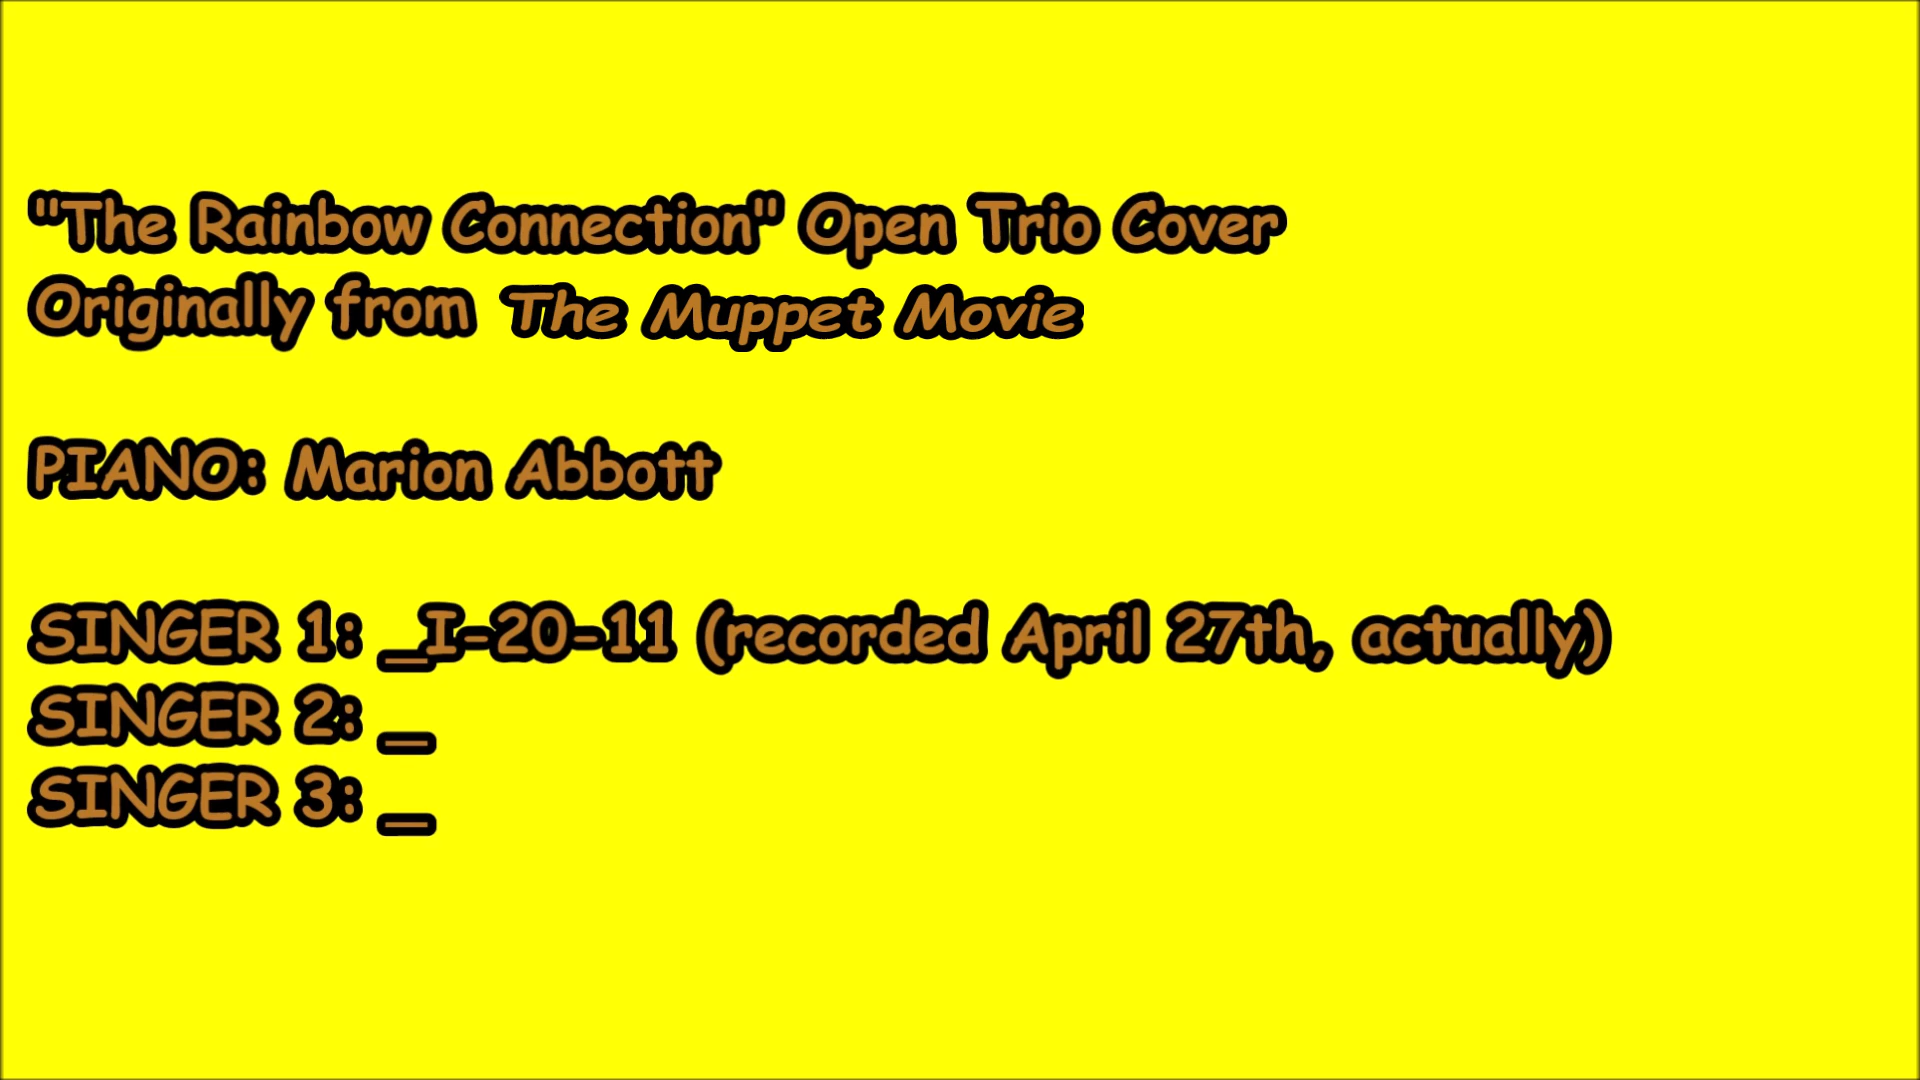 "The Rainbow Connection" Open Trio Cover
Originally from The Muppet Movie
PIANO: Marion Abbott
SINGER 1: _I-20-11 (recorded April 27th, actually)
SINGER 2: _
SINGER 3: _